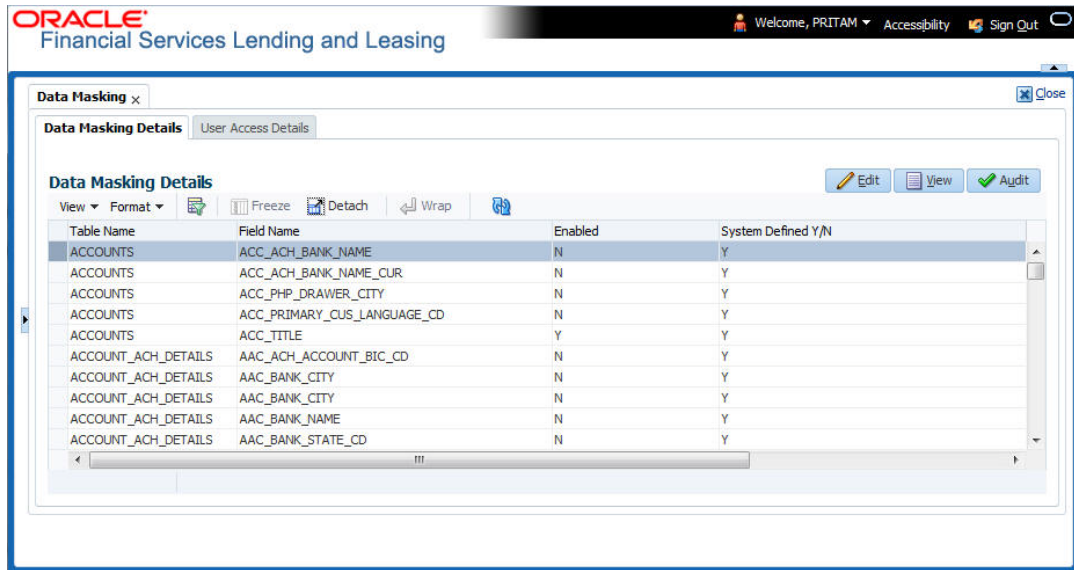 ORACLE
Financial Services Lending and Leasing
Welcome, PRITAM Accessibility Sign Out
Data Masking
Close
Data Masking Details User Access Details
Data Masking Details
Edit View Audit
View Format Freeze Detach Wrap
Table Name Field Name Enabled System Defined Y/N
ACCOUNTS ACC_ACH_BANK_NAME N Y
ACCOUNTS ACC_ACH_BANK_NAME_CUR N Y
ACCOUNTS ACC_PHP_DRAWER_CITY N Y
ACCOUNTS ACC_PRIMARY_CUS_LANGUAGE_CD N Y
ACCOUNTS ACC_TITLE Y Y
ACCOUNT_ACH_DETAILS AAC_ACH_ACCOUNT_BIC_CD N Y
ACCOUNT_ACH_DETAILS AAC_BANK_CITY N Y
ACCOUNT_ACH_DETAILS AAC_BANK_CITY N Y
ACCOUNT_ACH_DETAILS AAC_BANK_NAME N Y
ACCOUNT_ACH_DETAILS AAC_BANK_STATE_CD N Y